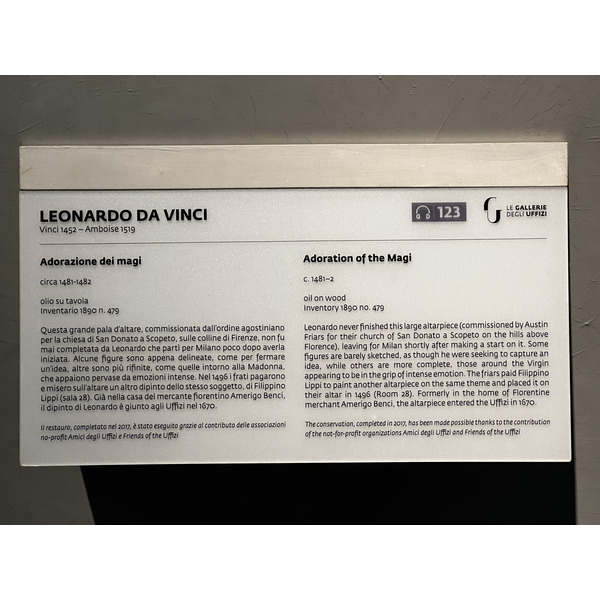 LEONARDO DA VINCI
Vinci 1452 – Amboise 1519
123
LE GALLERIE
DEGLI UFFIZI
Adorazione dei magi
circa 1481-1482
olio su tavola
Inventario 1890 n. 479
Questa grande pala d'altare, commissionata dall'ordine agostiniano
per la chiesa di San Donato a Scopeto, sulle colline di Firenze, non fu
mai completata da Leonardo che partì per Milano poco dopo averla
iniziata. Alcune figure sono appena delineate, come per fermare
un'idea, altre sono più rifinite, come quelle intorno alla Madonna,
che appaiono pervase da emozioni intense. Nel 1496 i frati pagarono
e misero sull'altare un altro dipinto dello stesso soggetto, di Filippino
Lippi (sala 28). Già nella casa del mercante fiorentino Amerigo Benci,
il dipinto di Leonardo è giunto agli Uffizi nel 1670.
Il restauro, completato nel 2017, è stato eseguito grazie al contributo delle associazioni
no-profit Amici degli Uffizi e Friends of the Uffizi
Adoration of the Magi
c. 1481–2
oil on wood
Inventory 1890 no. 479
Leonardo never finished this large altarpiece (commissioned by Austin
Friars for their church of San Donato a Scopeto on the hills above
Florence), leaving for Milan shortly after making a start on it. Some
figures are barely sketched, as though he were seeking to capture an
idea, while others are more complete, those around the Virgin
appearing to be in the grip of intense emotion. The friars paid Filippino
Lippi to paint another altarpiece on the same theme and placed it on
their altar in 1496 (Room 28). Formerly in the home of Florentine
merchant Amerigo Benci, the altarpiece entered the Uffizi in 1670.
The conservation, completed in 2017, has been made possible thanks to the contribution
of the not-for-profit organizations Amici degli Uffizi and Friends of the Uffizi